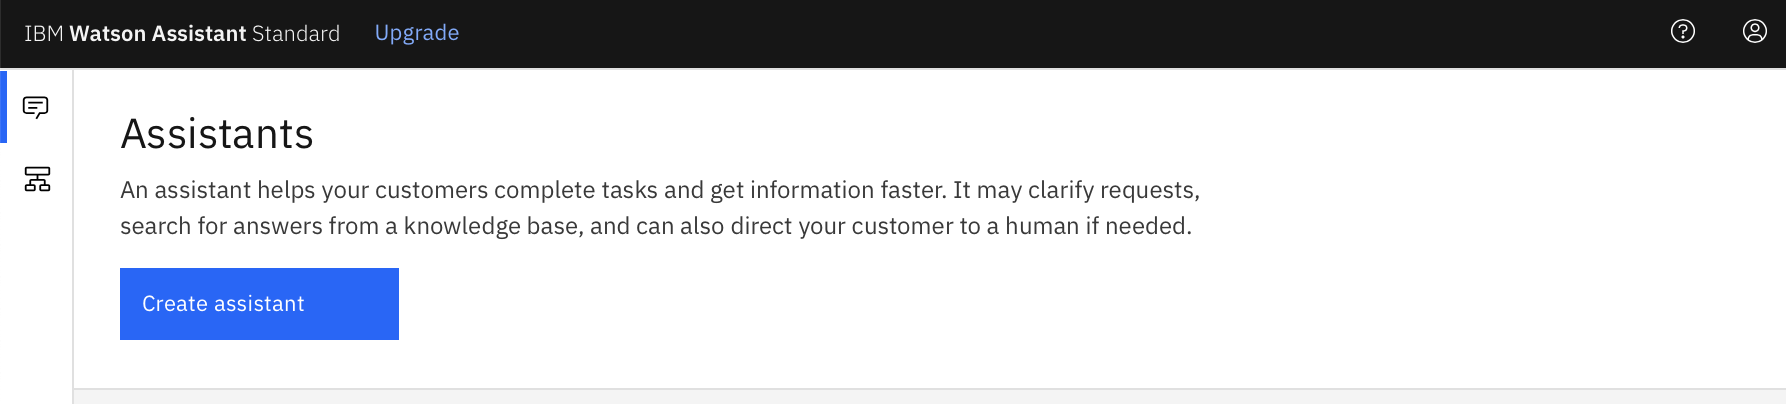 IBM Watson Assistant Standard Upgrade
Assistants
An assistant helps your customers complete tasks and get information faster. It may clarify requests,
search for answers from a knowledge base, and can also direct your customer to a human if needed.
Create assistant